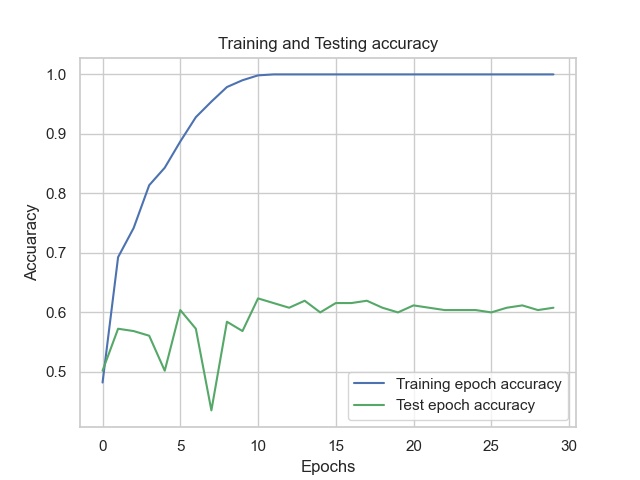 Training and Testing accuracy
1.0
0.9
0.8
0.7
0.6
0.5
Accuaracy
Training epoch accuracy
Test epoch accuracy
0 5 10 15 20 25 30
Epochs